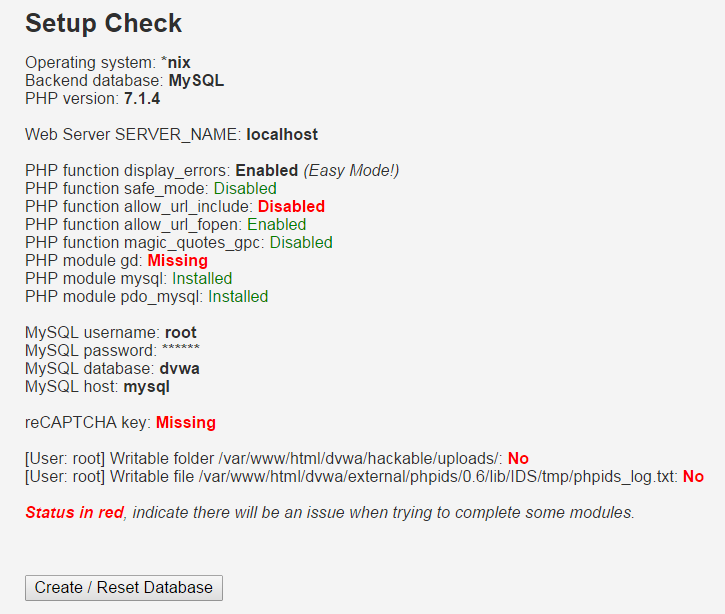 Setup Check
Operating system: *nix
Backend database: MySQL
PHP version: 7.1.4
Web Server SERVER_NAME: localhost
PHP function display_errors: Enabled (Easy Mode!)
PHP function safe_mode: Disabled
PHP function allow_url_include: Disabled
PHP function allow_url_fopen: Enabled
PHP function magic_quotes_gpc: Disabled
PHP module gd: Missing
PHP module mysql: Installed
PHP module pdo_mysql: Installed
MySQL username: root
MySQL password: ******
MySQL database: dvwa
MySQL host: mysql
reCAPTCHA key: Missing
[User: root] Writable folder /var/www/html/dvwa/hackable/uploads/: No
[User: root] Writable file /var/www/html/dvwa/external/phpids/0.6/lib/IDS/tmp/phpids_log.txt: No
Status in red, indicate there will be an issue when trying to complete some modules.
Create / Reset Database